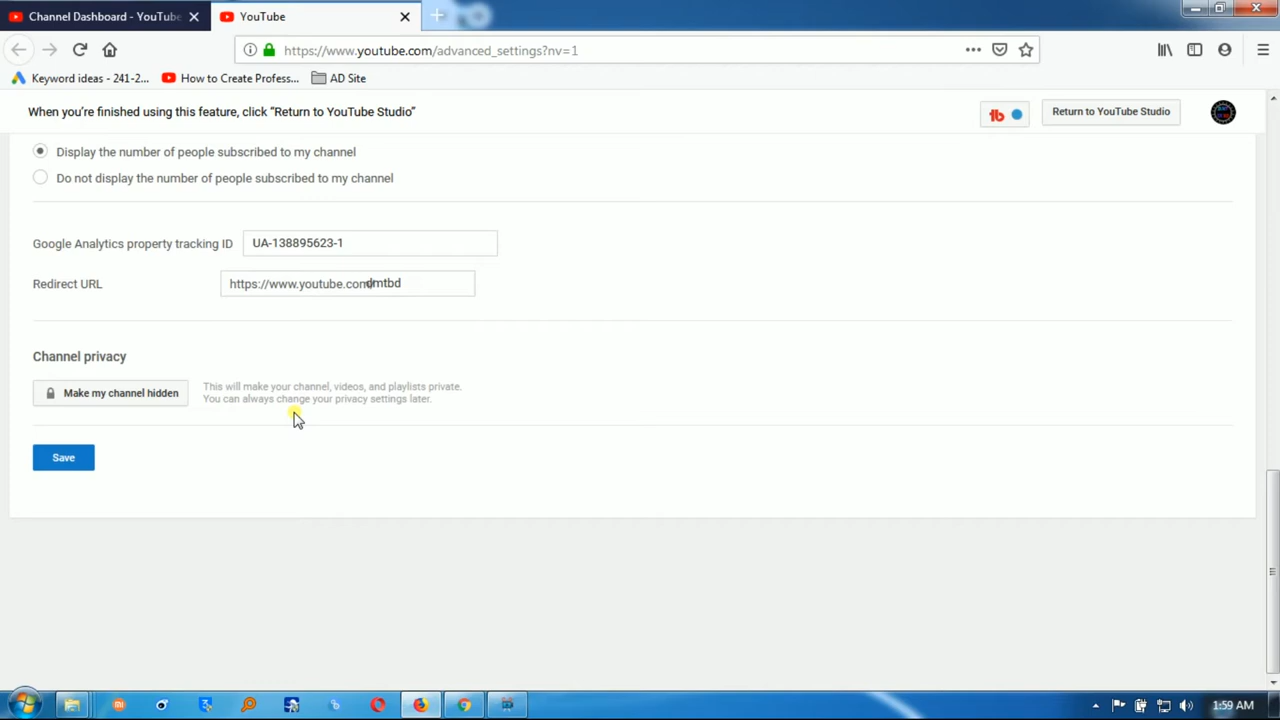 Channel Dashboard - YouTube
YouTube
https://www.youtube.com/advanced_settings?nv=1
Keyword ideas - 241-2...
How to Create Profess...
AD Site
When you're finished using this feature, click "Return to YouTube Studio"
Return to YouTube Studio
Display the number of people subscribed to my channel
Do not display the number of people subscribed to my channel
Google Analytics property tracking ID
UA-138895623-1
Redirect URL
https://www.youtube.com/dmtbd
Channel privacy
Make my channel hidden
This will make your channel, videos, and playlists private.
You can always change your privacy settings later.
Save
1:59 AM